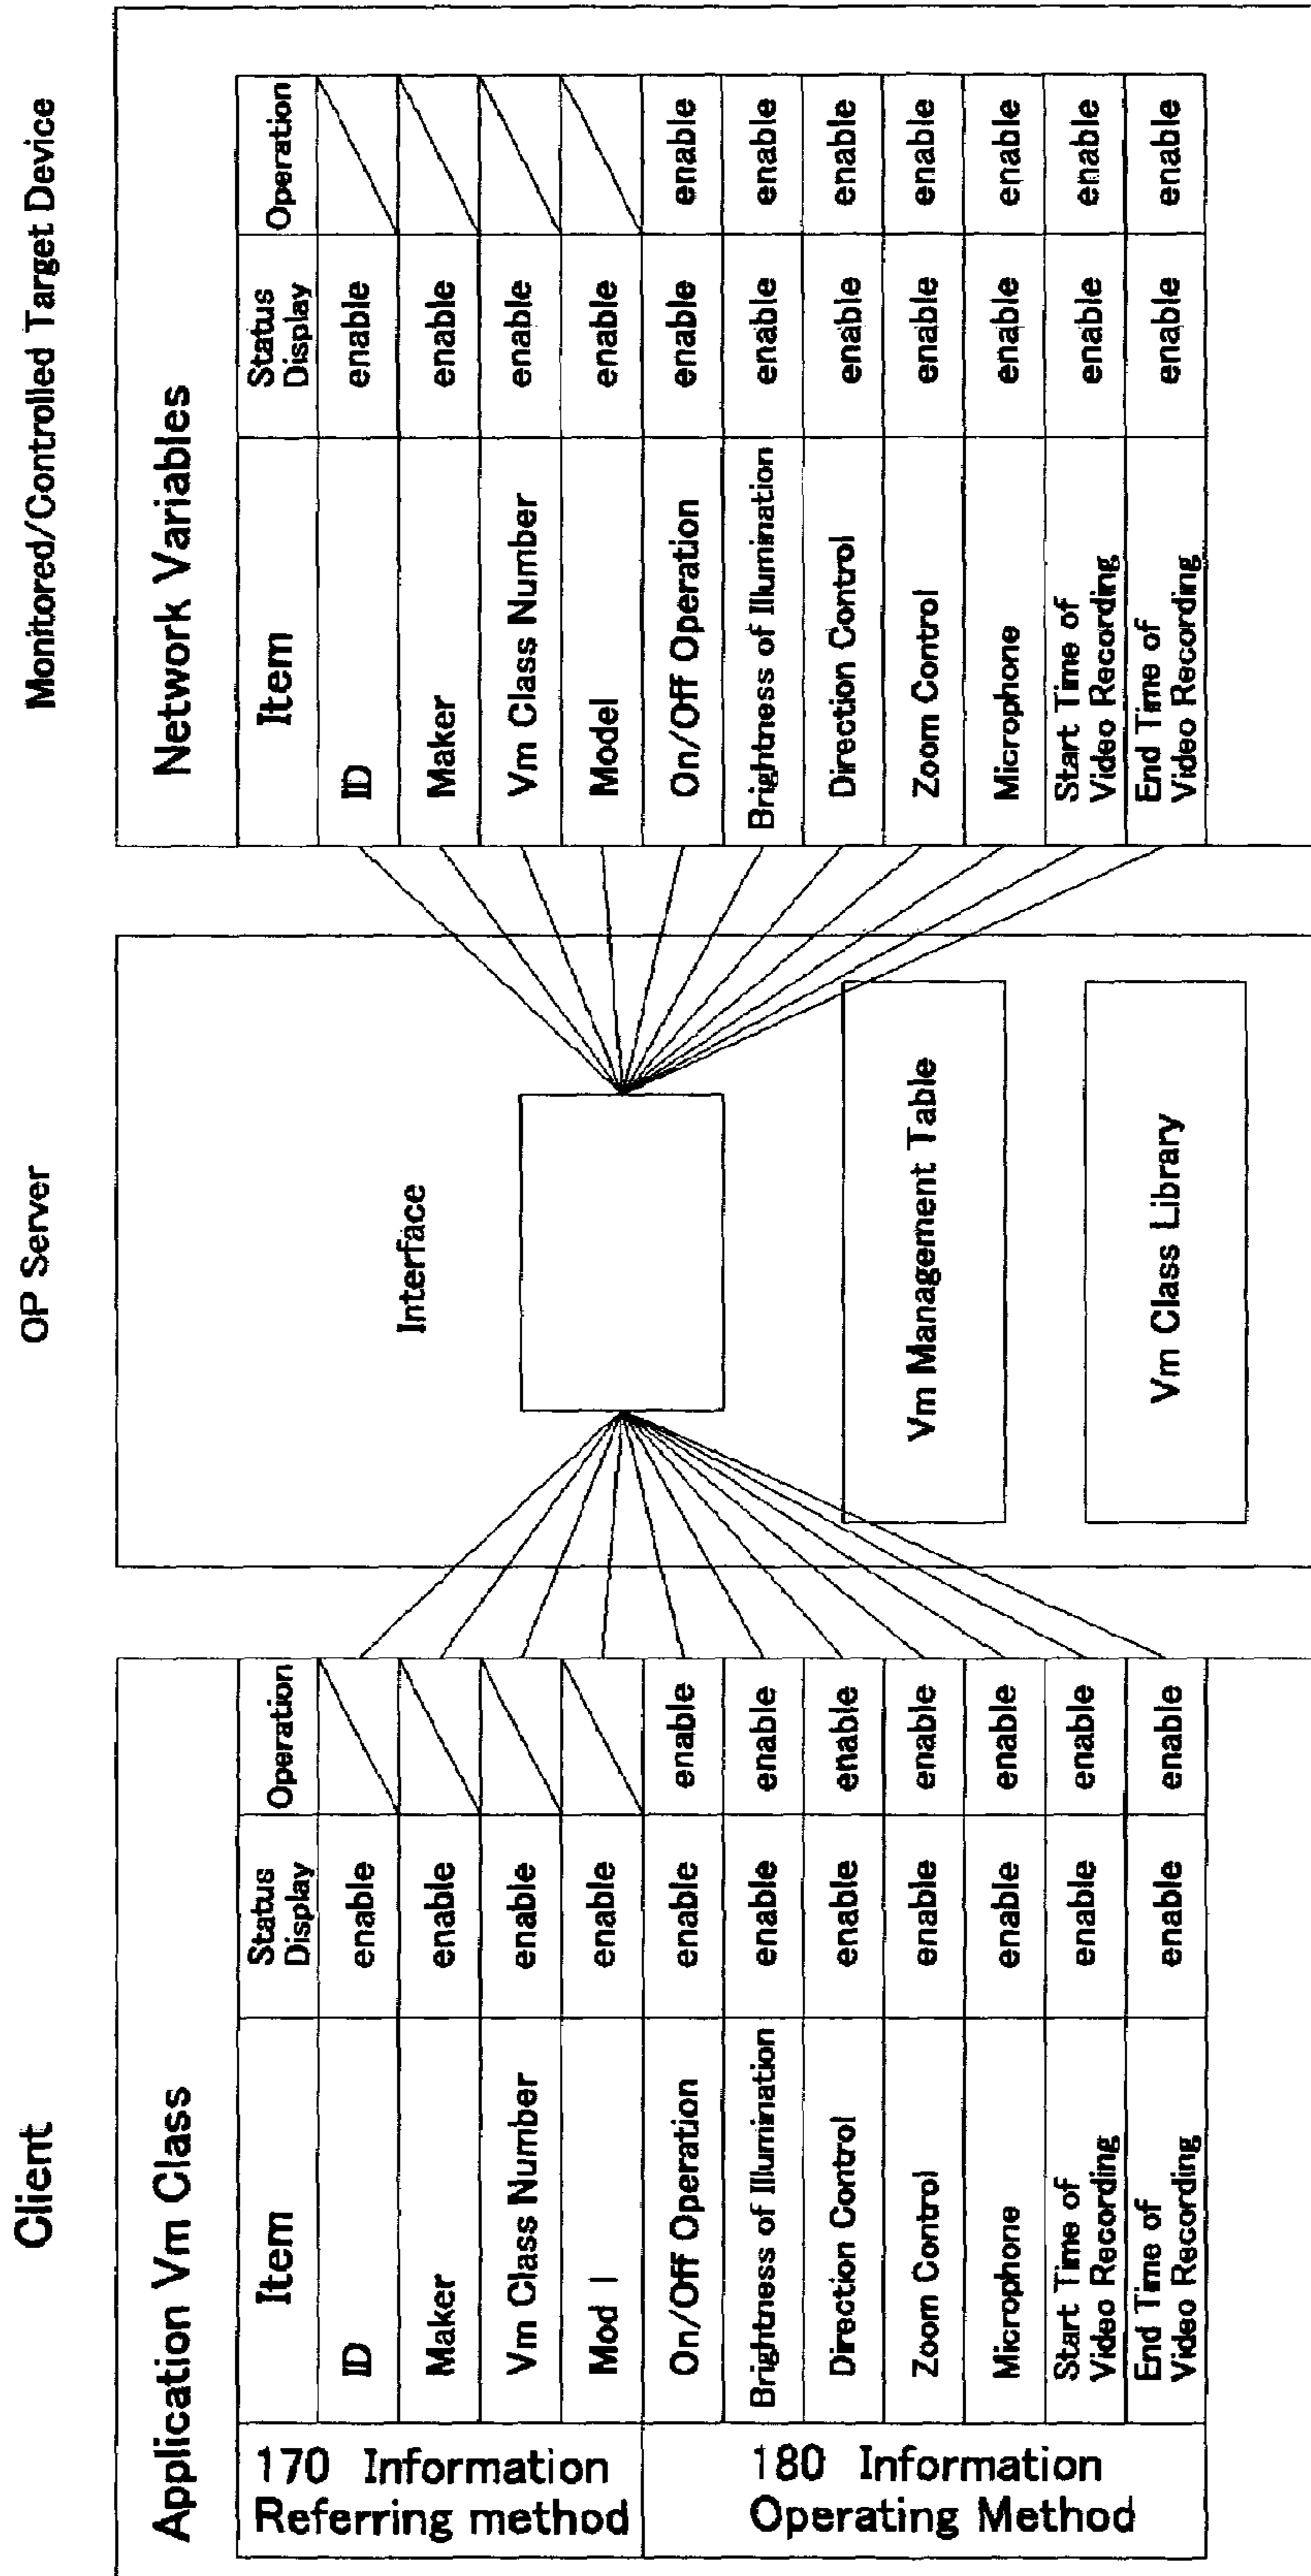 Client
Application Vm Class
170 Information
Referring method
180 Information
Operating Method
Item
Status
Display
Operation
ID
enable
Maker
enable
Vm Class Number
enable
Mod l
enable
On/Off Operation
enable
enable
Brightness of Illumination
enable
enable
Direction Control
enable
enable
Zoom Control
enable
enable
Microphone
enable
enable
Start Time of
Video Recording
enable
enable
End Time of
Video Recording
enable
enable
OP Server
Interface
Vm Management Table
Vm Class Library
Monitored/Controlled Target Device
Network Variables
Item
Status
Display
Operation
ID
enable
Maker
enable
Vm Class Number
enable
Model
enable
On/Off Operation
enable
enable
Brightness of Illumination
enable
enable
Direction Control
enable
enable
Zoom Control
enable
enable
Microphone
enable
enable
Start Time of
Video Recording
enable
enable
End Time of
Video Recording
enable
enable